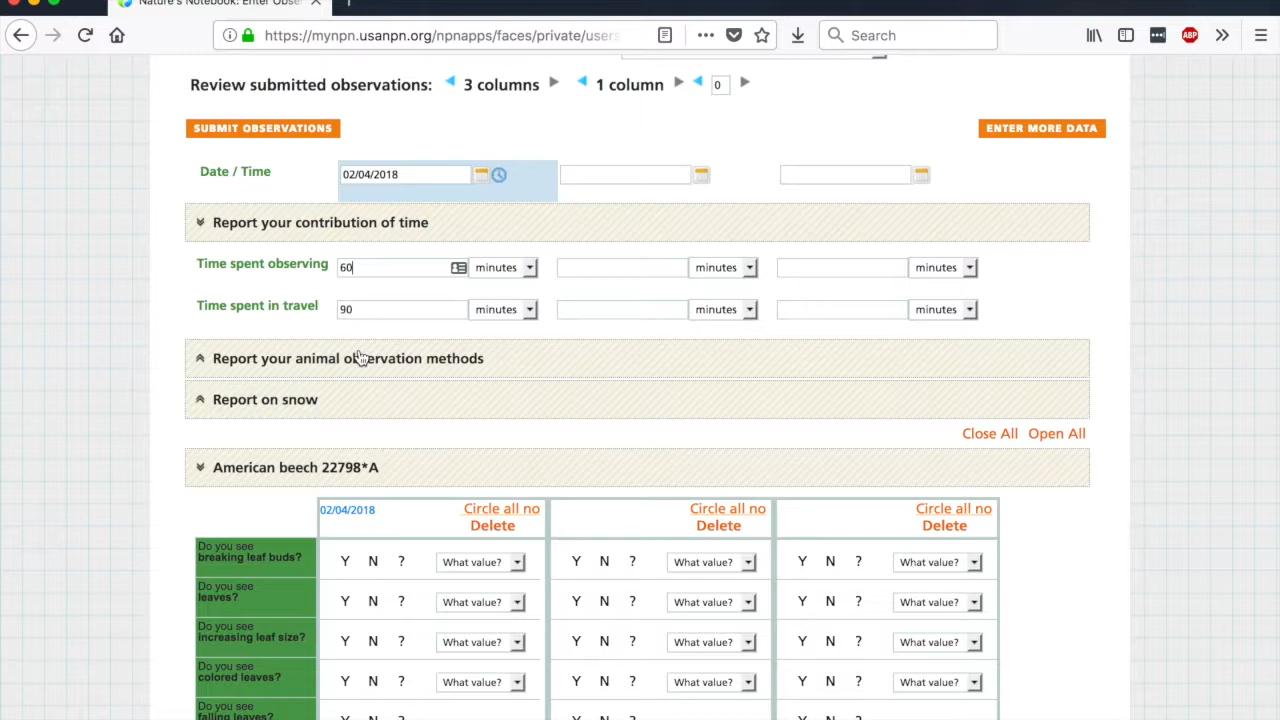 Nature's Notebook: Enter Obser
https://mynpn.usanpn.org/npnapps/faces/private/users
Search
ABP
Review submitted observations: 3 columns 1 column 0
SUBMIT OBSERVATIONS ENTER MORE DATA
Date / Time 02/04/2018
Report your contribution of time
Time spent observing 60 minutes minutes minutes
Time spent in travel 90 minutes minutes minutes
Report your animal observation methods
Report on snow
Close All Open All
American beech 22798*A
02/04/2018 Circle all no Circle all no Circle all no
Delete Delete Delete
Do you see
breaking leaf buds? Y N ? What value? Y N ? What value? Y N ? What value?
Do you see
leaves? Y N ? What value? Y N ? What value? Y N ? What value?
Do you see
increasing leaf size? Y N ? What value? Y N ? What value? Y N ? What value?
Do you see
colored leaves? Y N ? What value? Y N ? What value? Y N ? What value?
Do you see
falling leaves? Y N ? Y N ? Y N ?